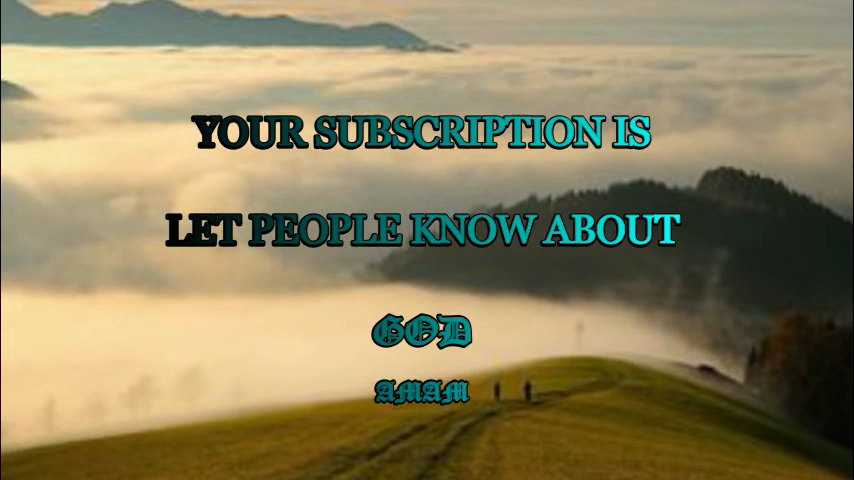 YOUR SUBSCRIPTION IS
LET PEOPLE KNOW ABOUT
GOD
AMAM